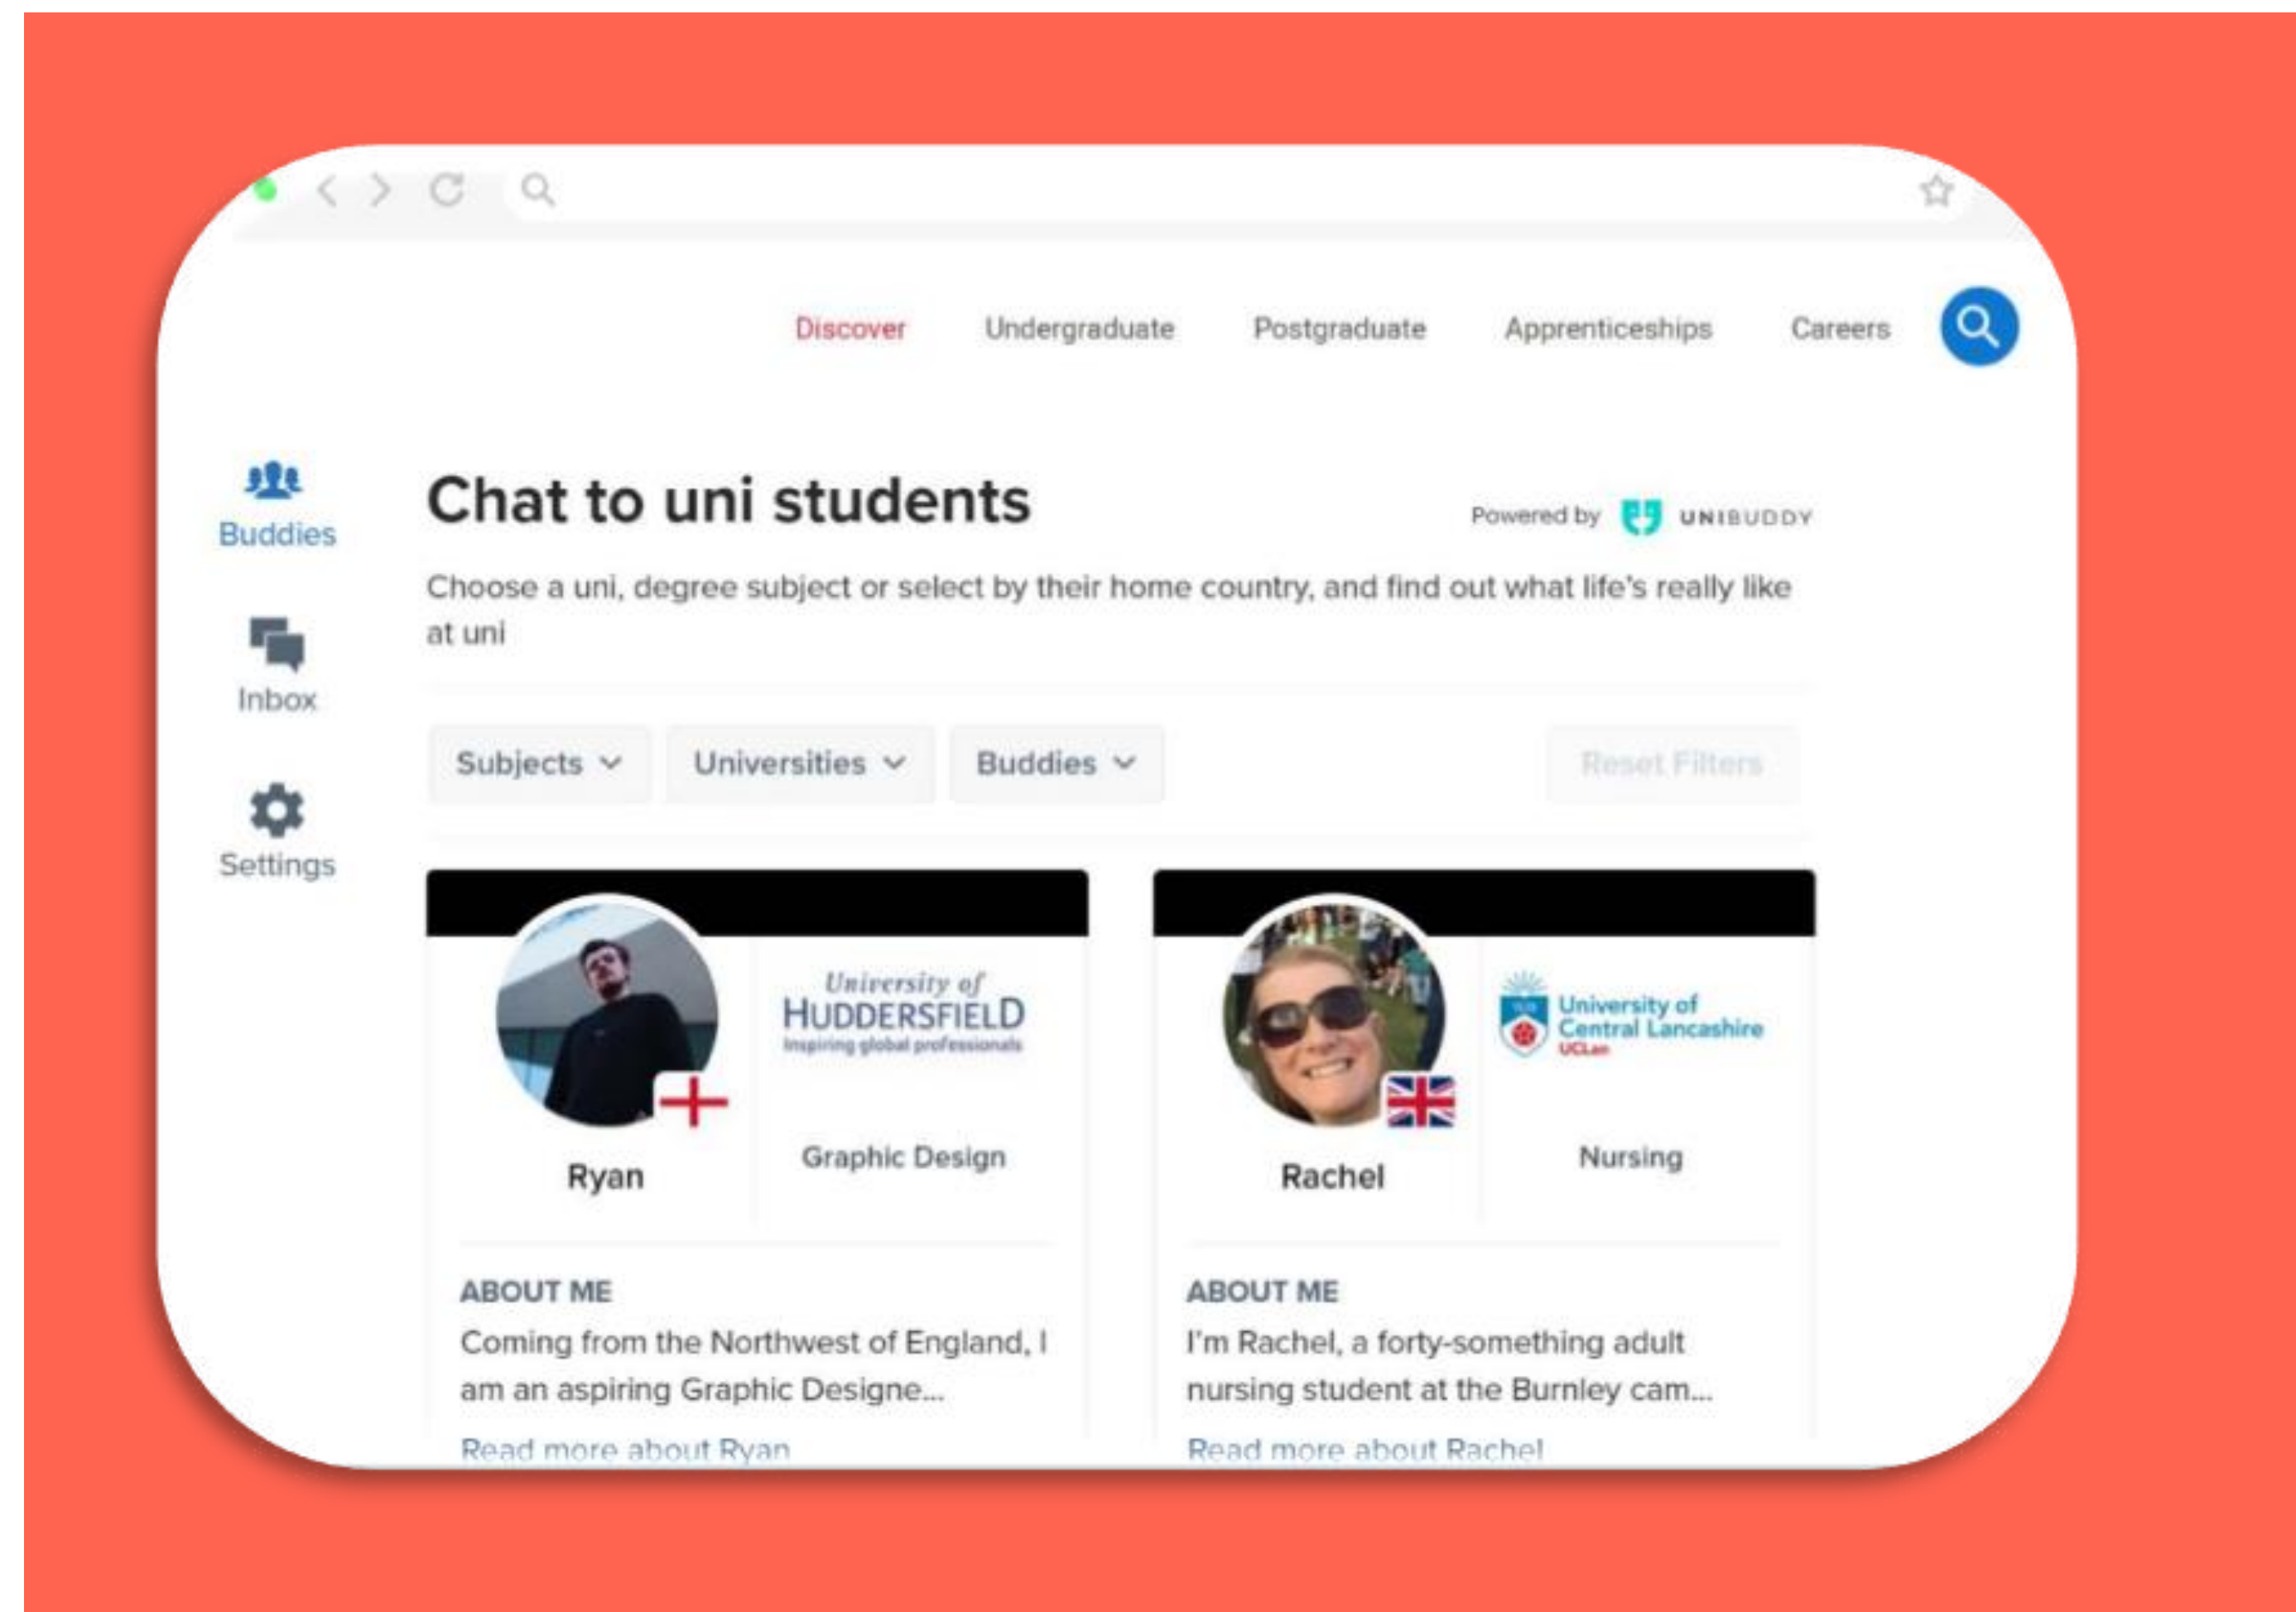 Discover Undergraduate Postgraduate Apprenticeships Careers
Buddies
Inbox
Settings
Chat to uni students
Powered by UNIBUDDY
Choose a uni, degree subject or select by their home country, and find out what life's really like
at uni
Subjects Universities Buddies Reset Filters
University of
HUDDERSFIELD
Inspiring global professionals
Graphic Design
Ryan
ABOUT ME
Coming from the Northwest of England, I
am an aspiring Graphic Designe...
Read more about Ryan
University of
Central Lancashire
UCLan
Nursing
Rachel
ABOUT ME
I'm Rachel, a forty-something adult
nursing student at the Burnley cam...
Read more about Rachel